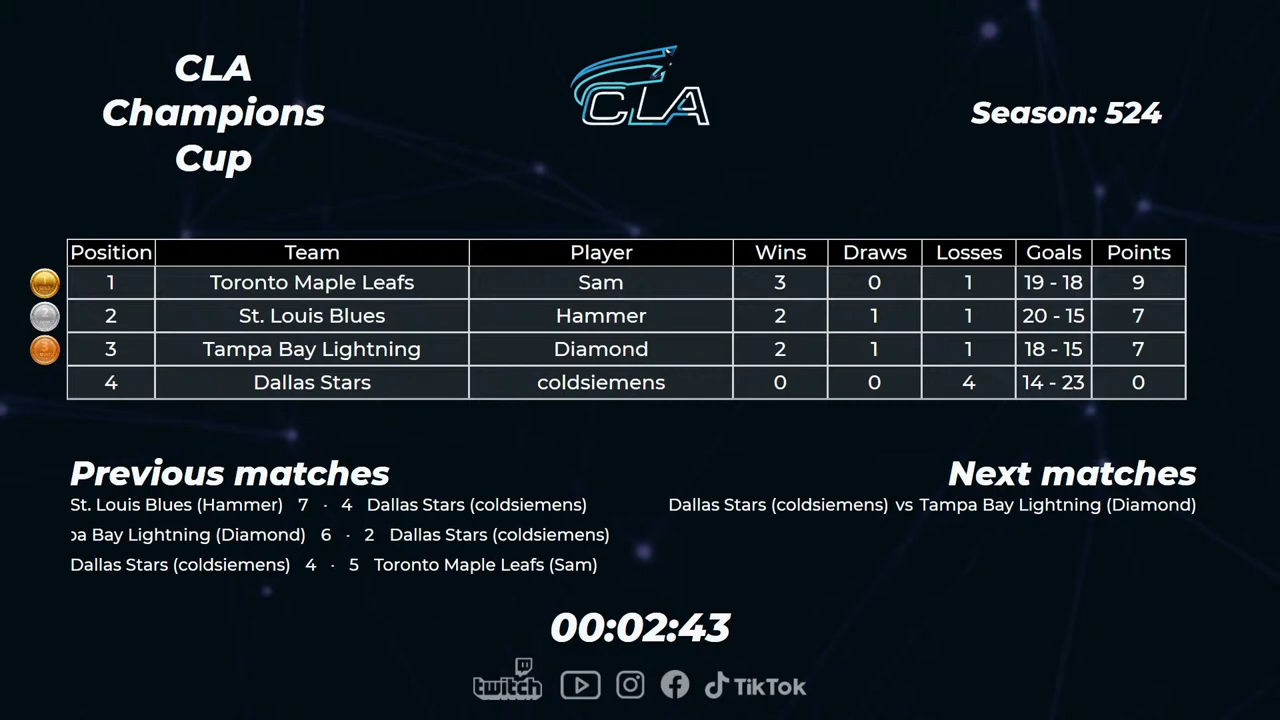 CLA
Champions
Cup
CLA
Season: 524
Position Team Player Wins Draws Losses Goals Points
1 Toronto Maple Leafs Sam 3 0 1 19 - 18 9
2 St. Louis Blues Hammer 2 1 1 20 - 15 7
3 Tampa Bay Lightning Diamond 2 1 1 18 - 15 7
4 Dallas Stars coldsiemens 0 0 4 14 - 23 0
Previous matches
Next matches
St. Louis Blues (Hammer) 7 · 4 Dallas Stars (coldsiemens)
Dallas Stars (coldsiemens) vs Tampa Bay Lightning (Diamond)
pa Bay Lightning (Diamond) 6 · 2 Dallas Stars (coldsiemens)
Dallas Stars (coldsiemens) 4 · 5 Toronto Maple Leafs (Sam)
00:02:43
twitch TikTok